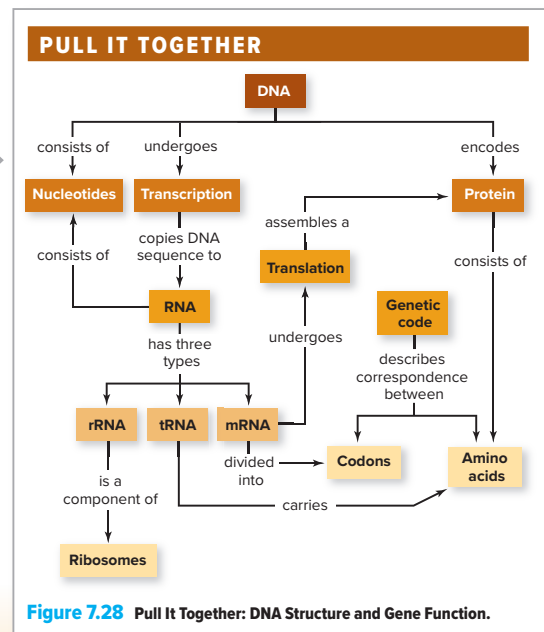 PULL IT TOGETHER
DNA
consists of
undergoes
encodes
Nucleotides
Transcription
Protein
copies DNA
sequence to
assembles a
consists of
consists of
Translation
RNA
Genetic
code
has three
types
undergoes
describes
correspondence
between
rRNA
tRNA
mRNA
divided
into
Codons
Amino
acids
is a
component of
carries
Ribosomes
Figure 7.28 Pull It Together: DNA Structure and Gene Function.